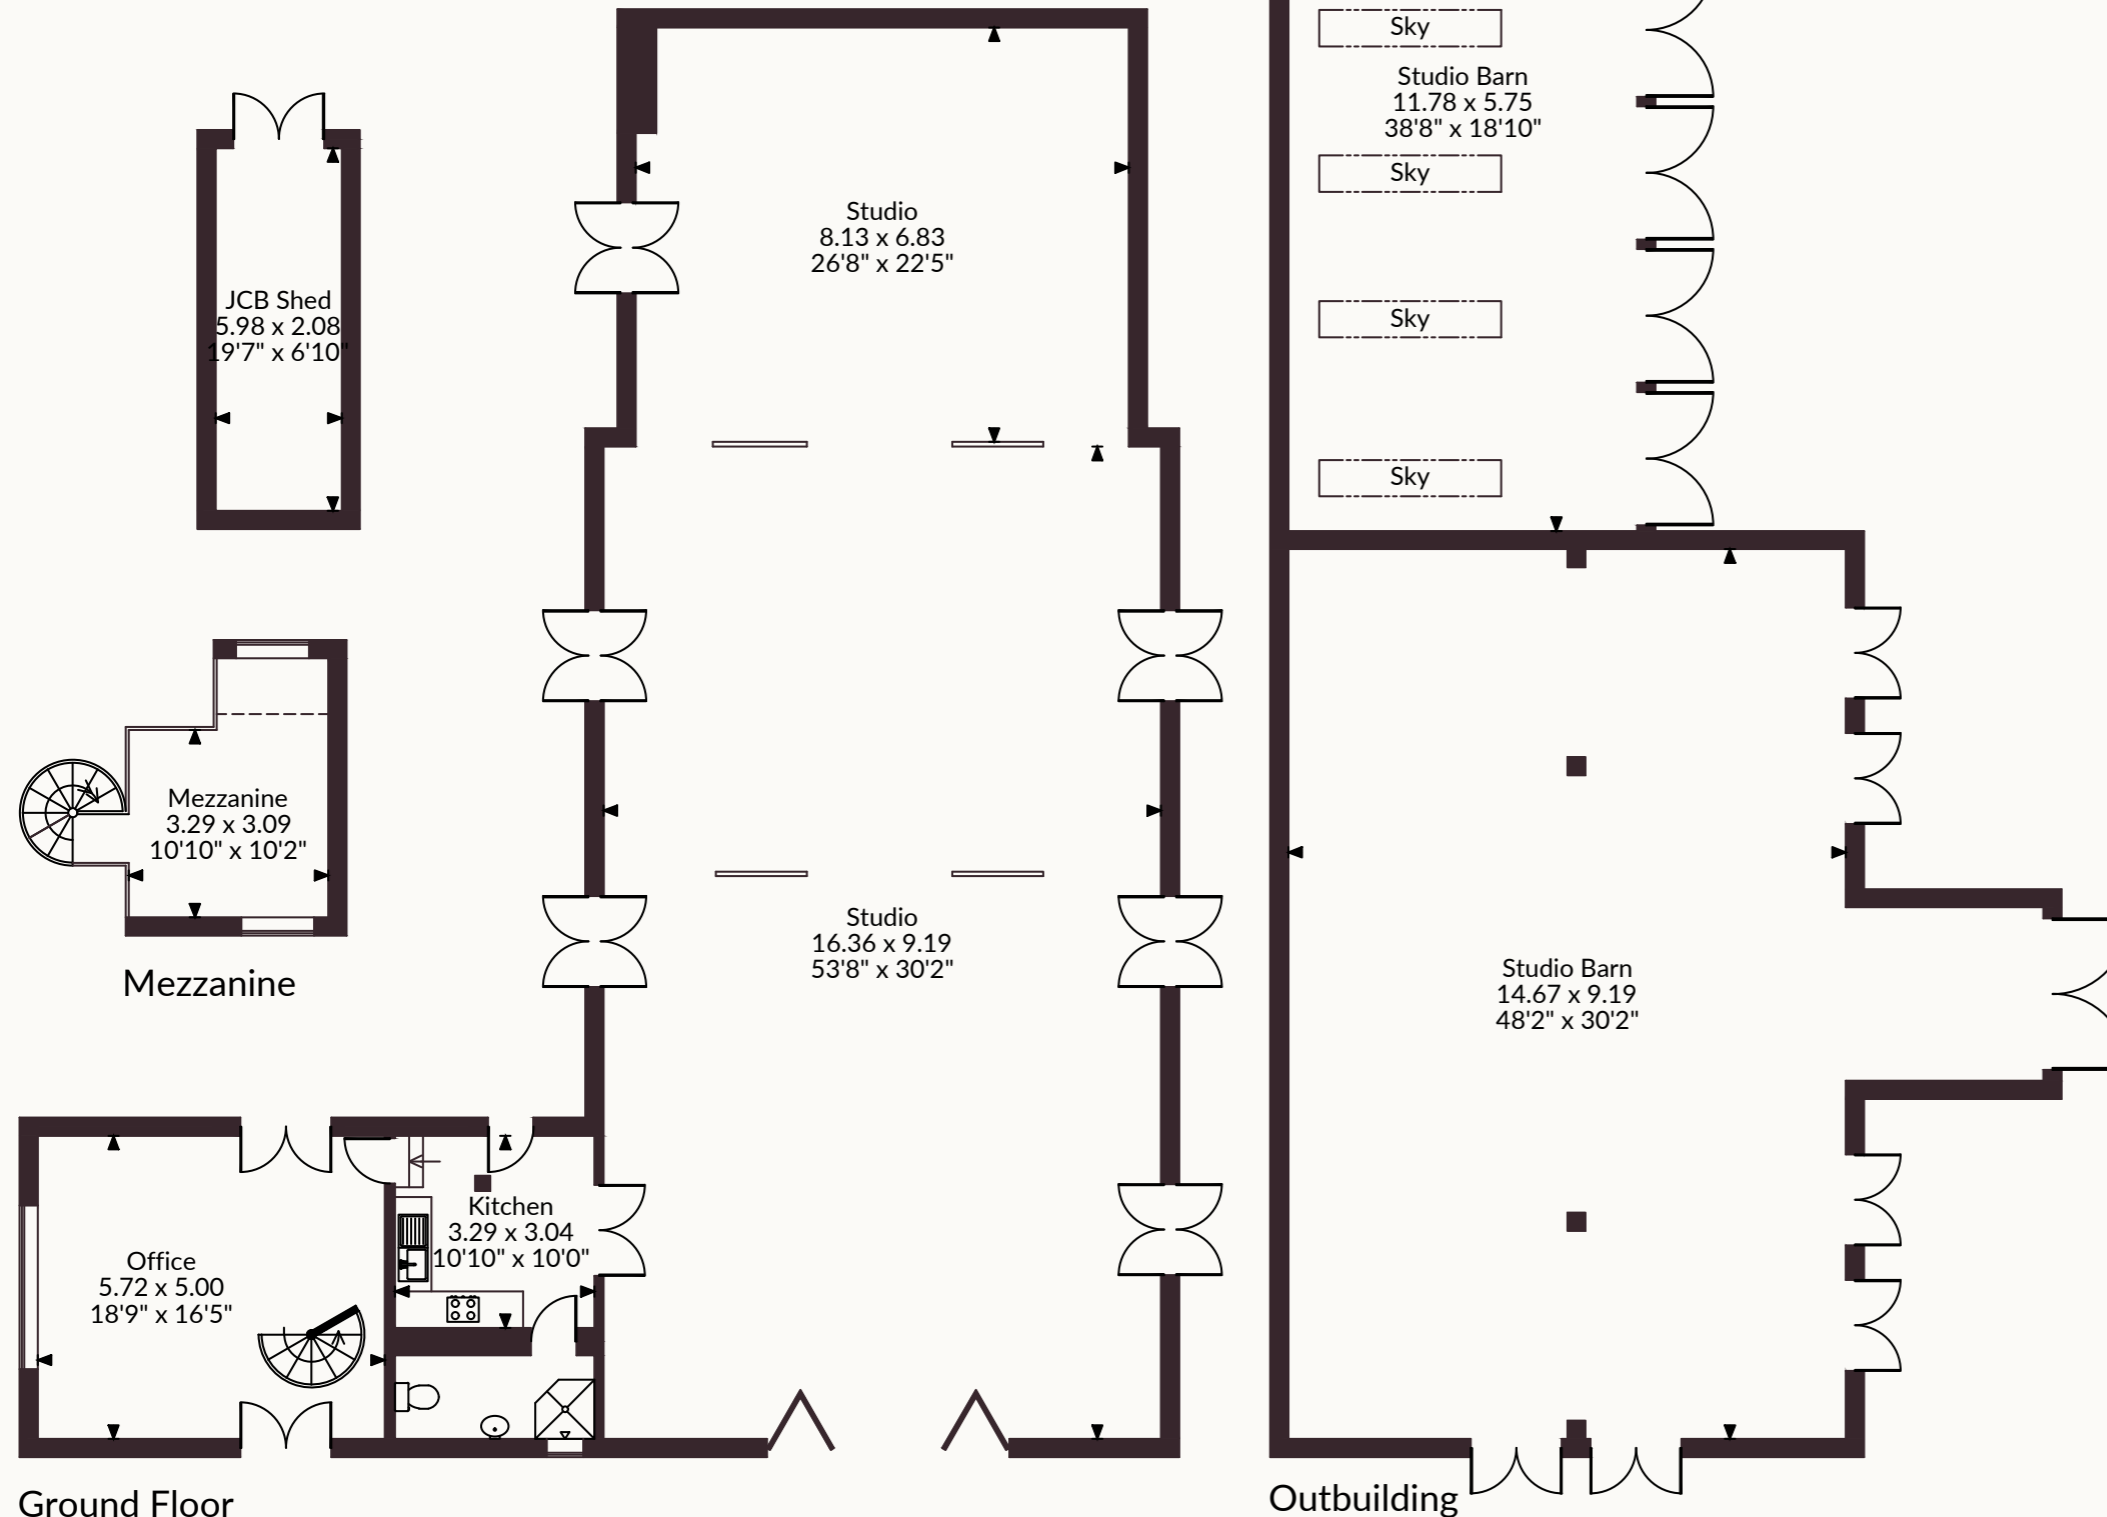 Sky
Studio Barn
11.78 x 5.75
38'8" x 18'10"
Sky
Sky
Sky
Studio
8.13 x 6.83
26'8" x 22'5"
JCB Shed
5.98 x 2.08
19'7" x 6'10"
Mezzanine
3.29 x 3.09
10'10" x 10'2"
Mezzanine
Studio
16.36 x 9.19
53'8" x 30'2"
Studio Barn
14.67 x 9.19
48'2" x 30'2"
Kitchen
3.29 x 3.04
10'10" x 10'0"
Office
5.72 x 5.00
18'9" x 16'5"
Ground Floor
Outbuilding